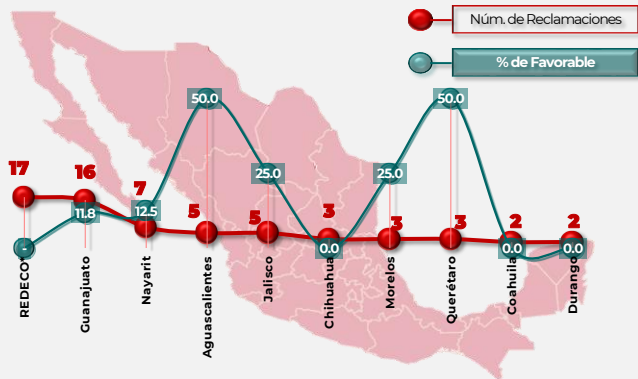 Núm. de Reclamaciones
% de Favorable
50.0
50.0
17
16
7
5
25.0
5
3
25.0
3
3
2
2
-
11.8
12.5
0.0
0.0
0.0
REDECO*
Guanajuato
Nayarit
Aguascalientes
Jalisco
Chihuahua
Morelos
Querétaro
Coahuila
Durango